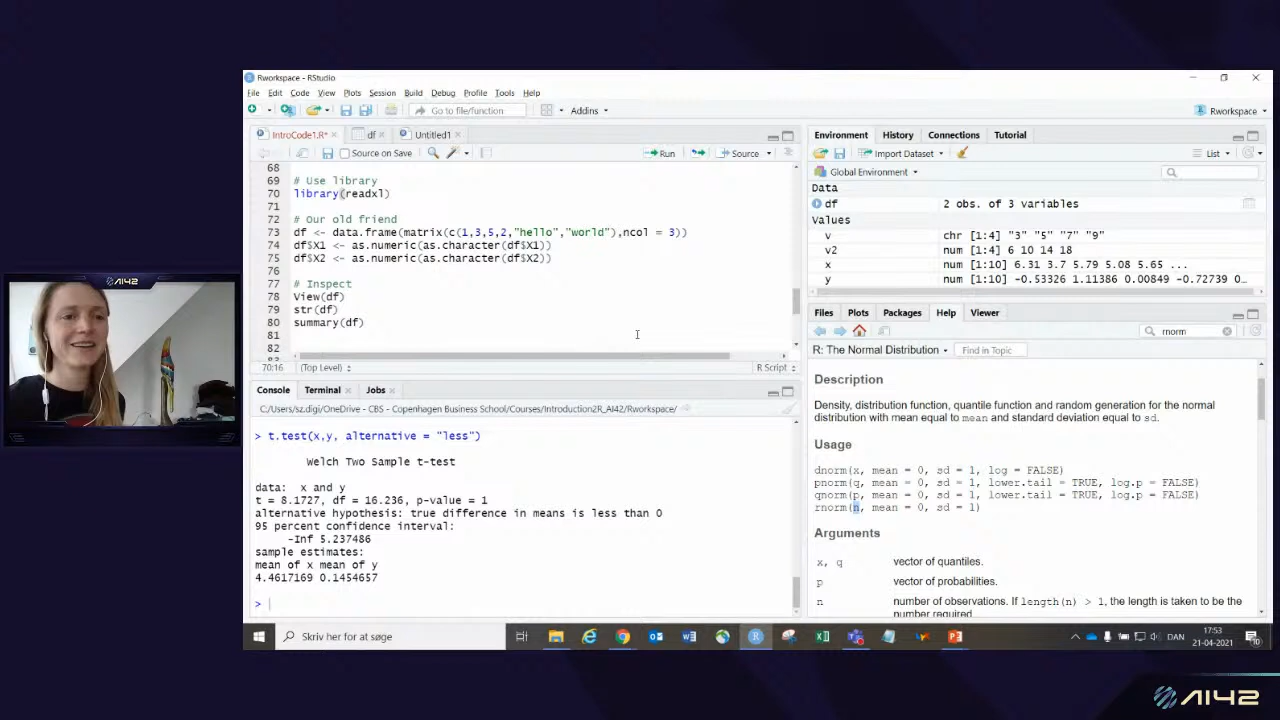 Rworkspace - RStudio
File Edit Code View Plots Session Build Debug Profile Tools Help
Go to file/function
Addins
Rworkspace
IntroCode1.R*
df
Untitled1
Source on Save
Run
Source
68
69 # Use library
70 library(readxl)
71
72 # Our old friend
73 df <- data.frame(matrix(c(1,3,5,2,"hello","world"),ncol = 3))
74 df$X1 <- as.numeric(as.character(df$X1))
75 df$X2 <- as.numeric(as.character(df$X2))
76
77 # Inspect
78 View(df)
79 str(df)
80 summary(df)
81
82
70:16
(Top Level)
R Script
Console Terminal Jobs
C:/Users/sz.digi/OneDrive - CBS - Copenhagen Business School/Courses/Introduction2R_AI42/Rworkspace/
> t.test(x,y, alternative = "less")
Welch Two Sample t-test
data: x and y
t = 8.1727, df = 16.236, p-value = 1
alternative hypothesis: true difference in means is less than 0
95 percent confidence interval:
-Inf 5.237486
sample estimates:
mean of x mean of y
4.4617169 0.1454657
>
Environment History Connections Tutorial
Import Dataset
List
Global Environment
Data
df 2 obs. of 3 variables
Values
v chr [1:4] "3" "5" "7" "9"
v2 num [1:4] 6 10 14 18
x num [1:10] 6.31 3.7 5.79 5.08 5.65 ...
y num [1:10] -0.53326 1.11386 0.00849 -0.72739 0...
Files Plots Packages Help Viewer
rnorm
R: The Normal Distribution
Find in Topic
Description
Density, distribution function, quantile function and random generation for the normal
distribution with mean equal to mean and standard deviation equal to sd.
Usage
dnorm(x, mean = 0, sd = 1, log = FALSE)
pnorm(q, mean = 0, sd = 1, lower.tail = TRUE, log.p = FALSE)
qnorm(p, mean = 0, sd = 1, lower.tail = TRUE, log.p = FALSE)
rnorm(n, mean = 0, sd = 1)
Arguments
x, q vector of quantiles.
p vector of probabilities.
n number of observations. If length(n) > 1, the length is taken to be the
number required.
AI42
Skriv her for at søge
DAN
17:53
21-04-2021
AI42